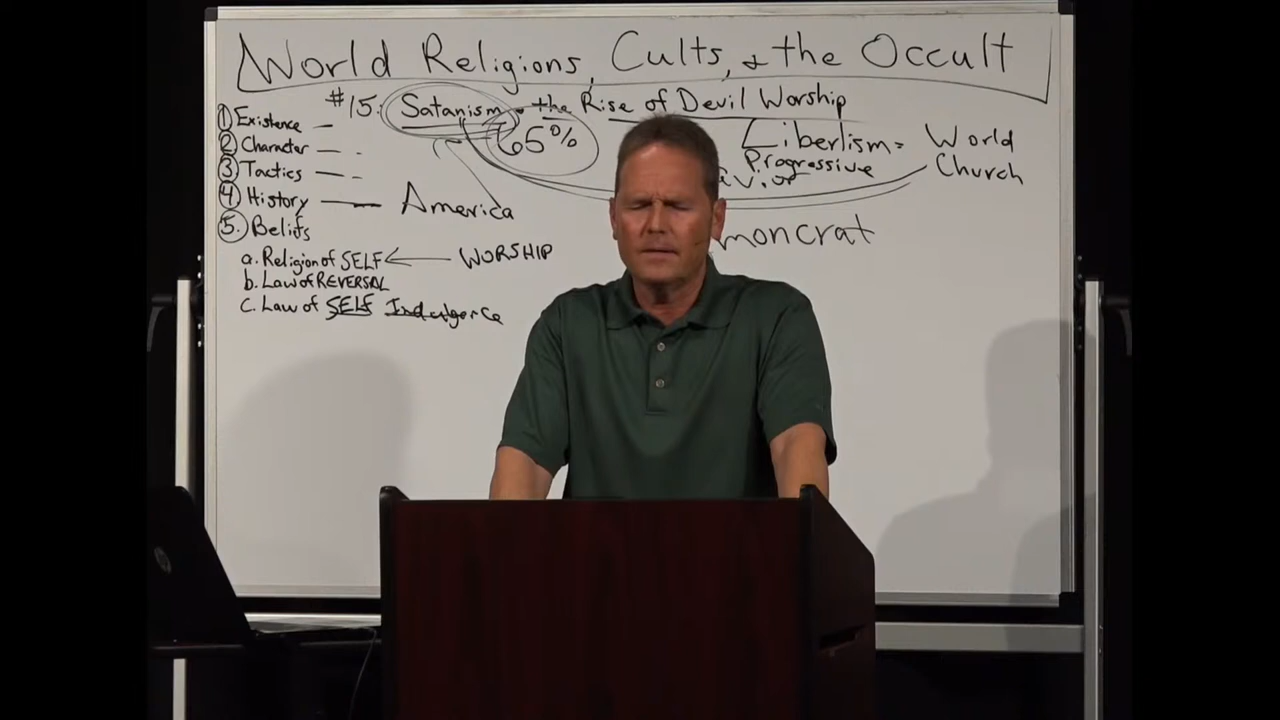 World Religions, Cults, & the Occult
#15. Satanism - the Rise of Devil Worship
① Existence —
② Character — -
③ Tactics — -
④ History —
⑤. Beliefs
a. Religion of SELF ← WORSHIP
b. Law of REVERSAL
c. Law of SELF Indulgence
65%
America
Liberlism = World
Progressive Church
moncrat